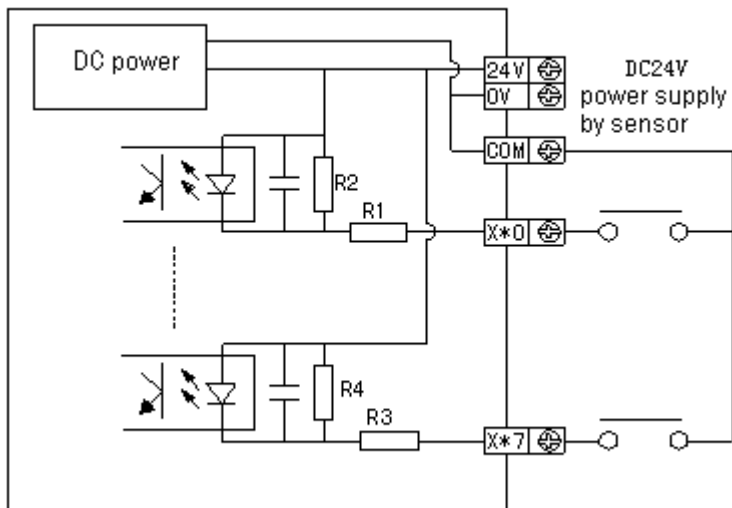 DC power
24V
DC24V
0V
power supply
by sensor
COM
R2
R1
X*0
R4
R3
X*7